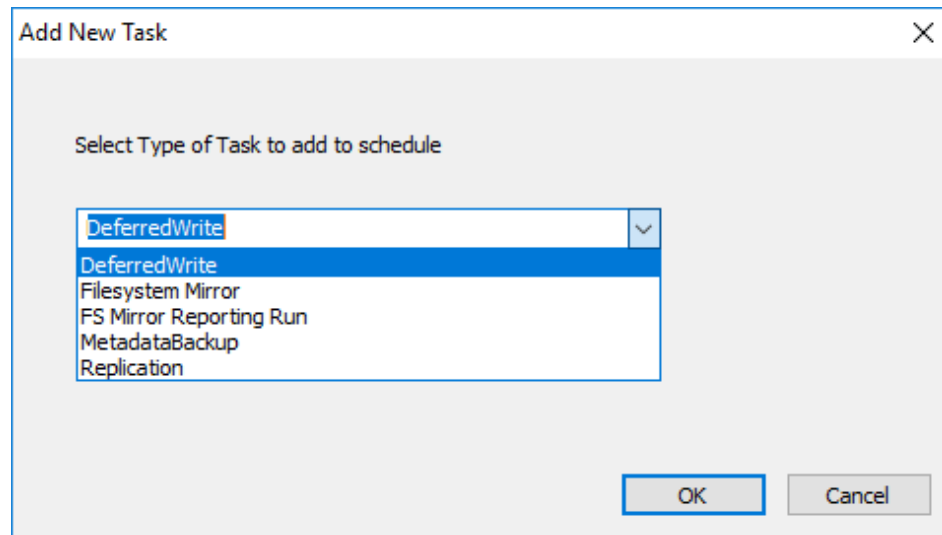 Add New Task
Select Type of Task to add to schedule
DeferredWrite
DeferredWrite
Filesystem Mirror
FS Mirror Reporting Run
MetadataBackup
Replication
OK
Cancel